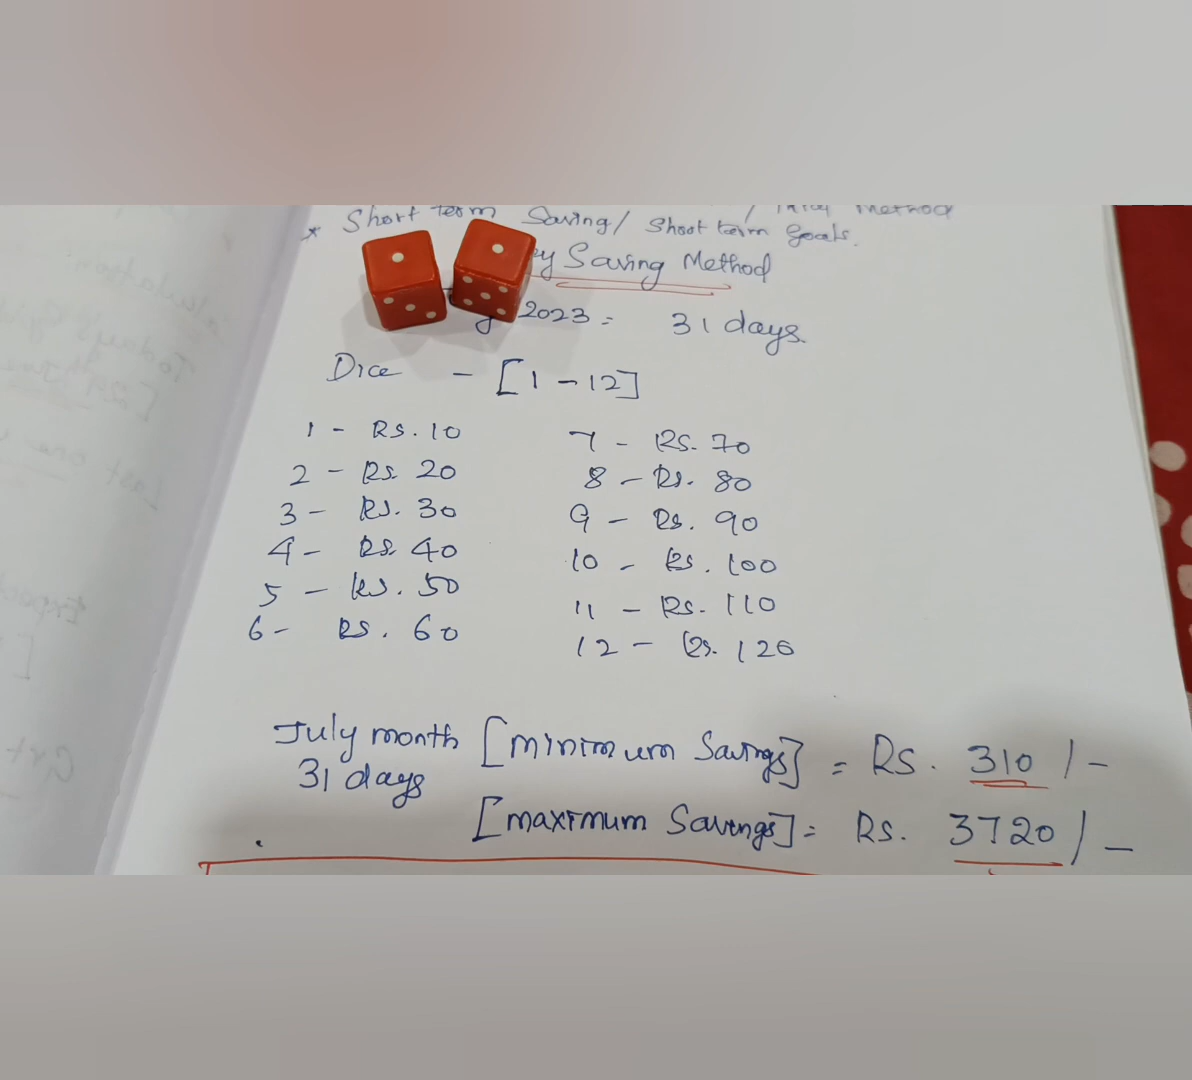 * Short term Saving/ Short term Goals.
Saving Method
2023 = 31 days.
Dice - [1 - 12]
1 - Rs. 10
2 - Rs. 20
3 - Rs. 30
4 - Rs. 40
5 - Rs. 50
6 - Rs. 60
7 - Rs. 70
8 - Rs. 80
9 - Rs. 90
10 - Rs. 100
11 - Rs. 110
12 - Rs. 120
July month [minimum Savings] = Rs. 310/-
31 days
[maximum Savings] = Rs. 3720/-